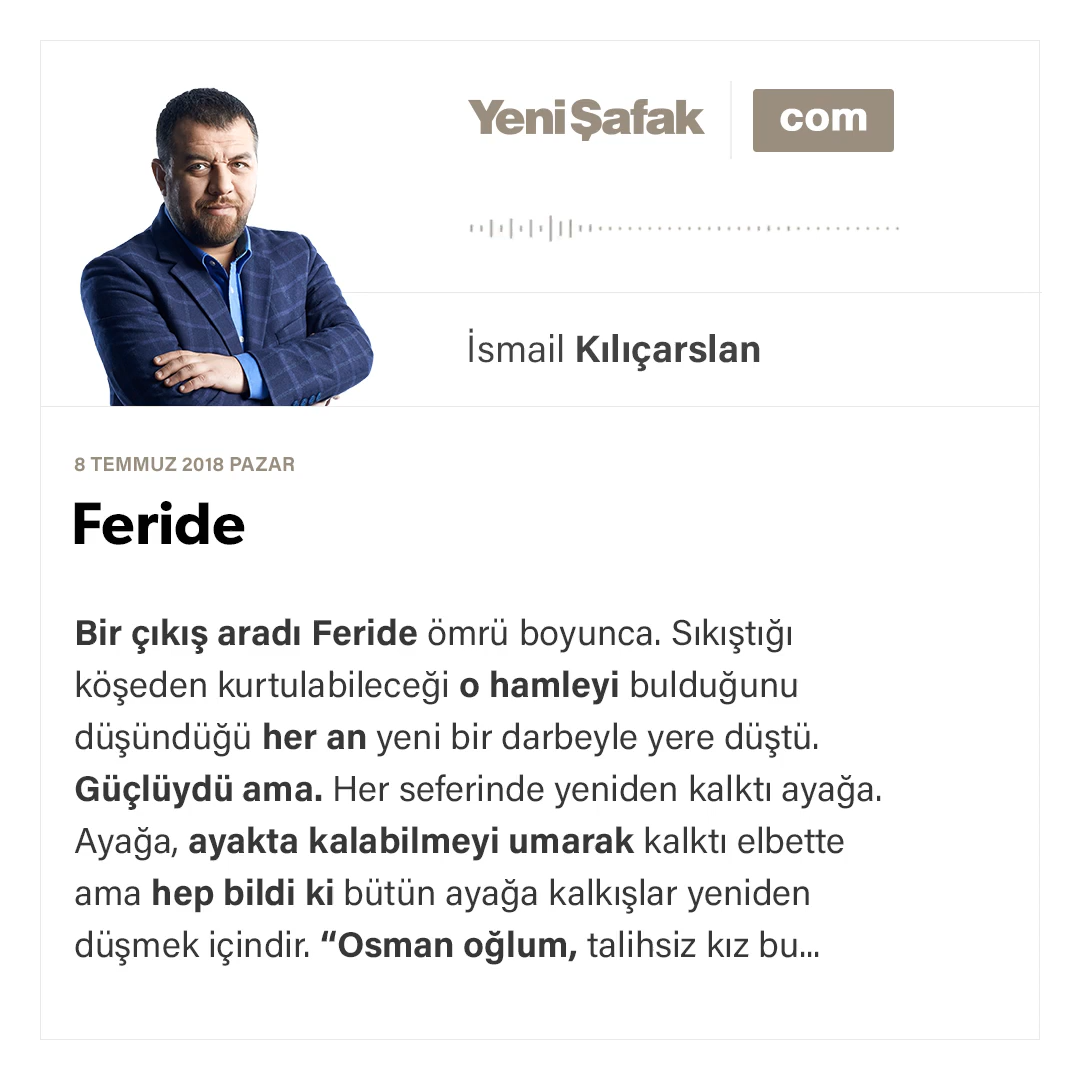 YeniŞafak com
İsmail Kılıçarslan
8 TEMMUZ 2018 PAZAR
Feride
Bir çıkış aradı Feride ömrü boyunca. Sıkıştığı
köşeden kurtulabileceği o hamleyi bulduğunu
düşündüğü her an yeni bir darbeyle yere düştü.
Güçlüydü ama. Her seferinde yeniden kalktı ayağa.
Ayağa, ayakta kalabilmeyi umarak kalktı elbette
ama hep bildi ki bütün ayağa kalkışlar yeniden
düşmek içindir. “Osman oğlum, talihsiz kız bu...